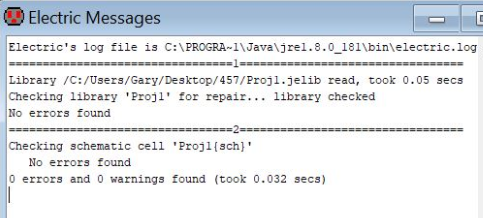 Electric Messages
Electric's log file is C:\PROGRA~1\Java\jre1.8.0_181\bin\electric.log
=================================1=================================
Library /C:/Users/Gary/Desktop/457/Proj1.jelib read, took 0.05 secs
Checking library 'Proj1' for repair... library checked
No errors found
=================================2=================================
Checking schematic cell 'Proj1{sch}'
   No errors found
0 errors and 0 warnings found (took 0.032 secs)